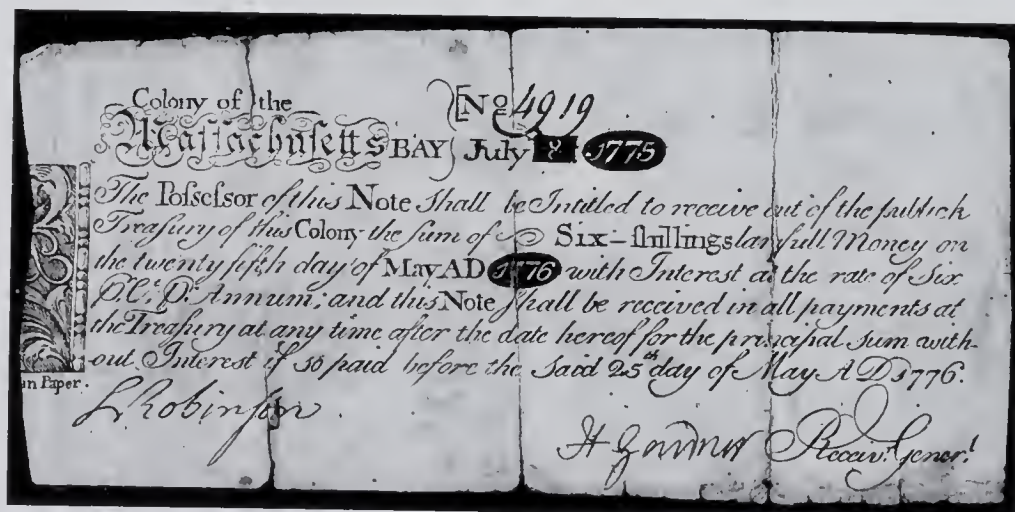 Colony of the [No 4919
Massachusetts BAY July 8 1775
The Possessor of this Note Shall be Intitled to receive out of the publick
Treasury of this Colony the sum of Six-shillings lawfull Money on
the twenty fifth day of May AD 1776 with Interest at the rate of Six
P.Ct. P. Annum; and this Note Shall be received in all payments at
the Treasury at any time after the date hereof for the principal Sum with-
out Interest if so paid before the Said 25th day of May A D 1776.
in Paper.
L Robinson
H Gardner Receivr. Generl.